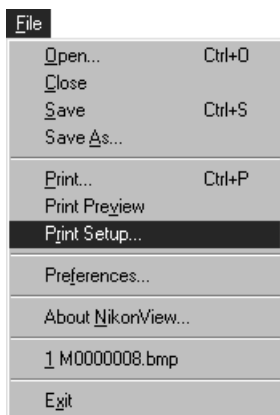 File
Open... Ctrl+O
Close
Save Ctrl+S
Save As...
Print... Ctrl+P
Print Preview
Print Setup...
Preferences...
About NikonView...
1 M0000008.bmp
Exit